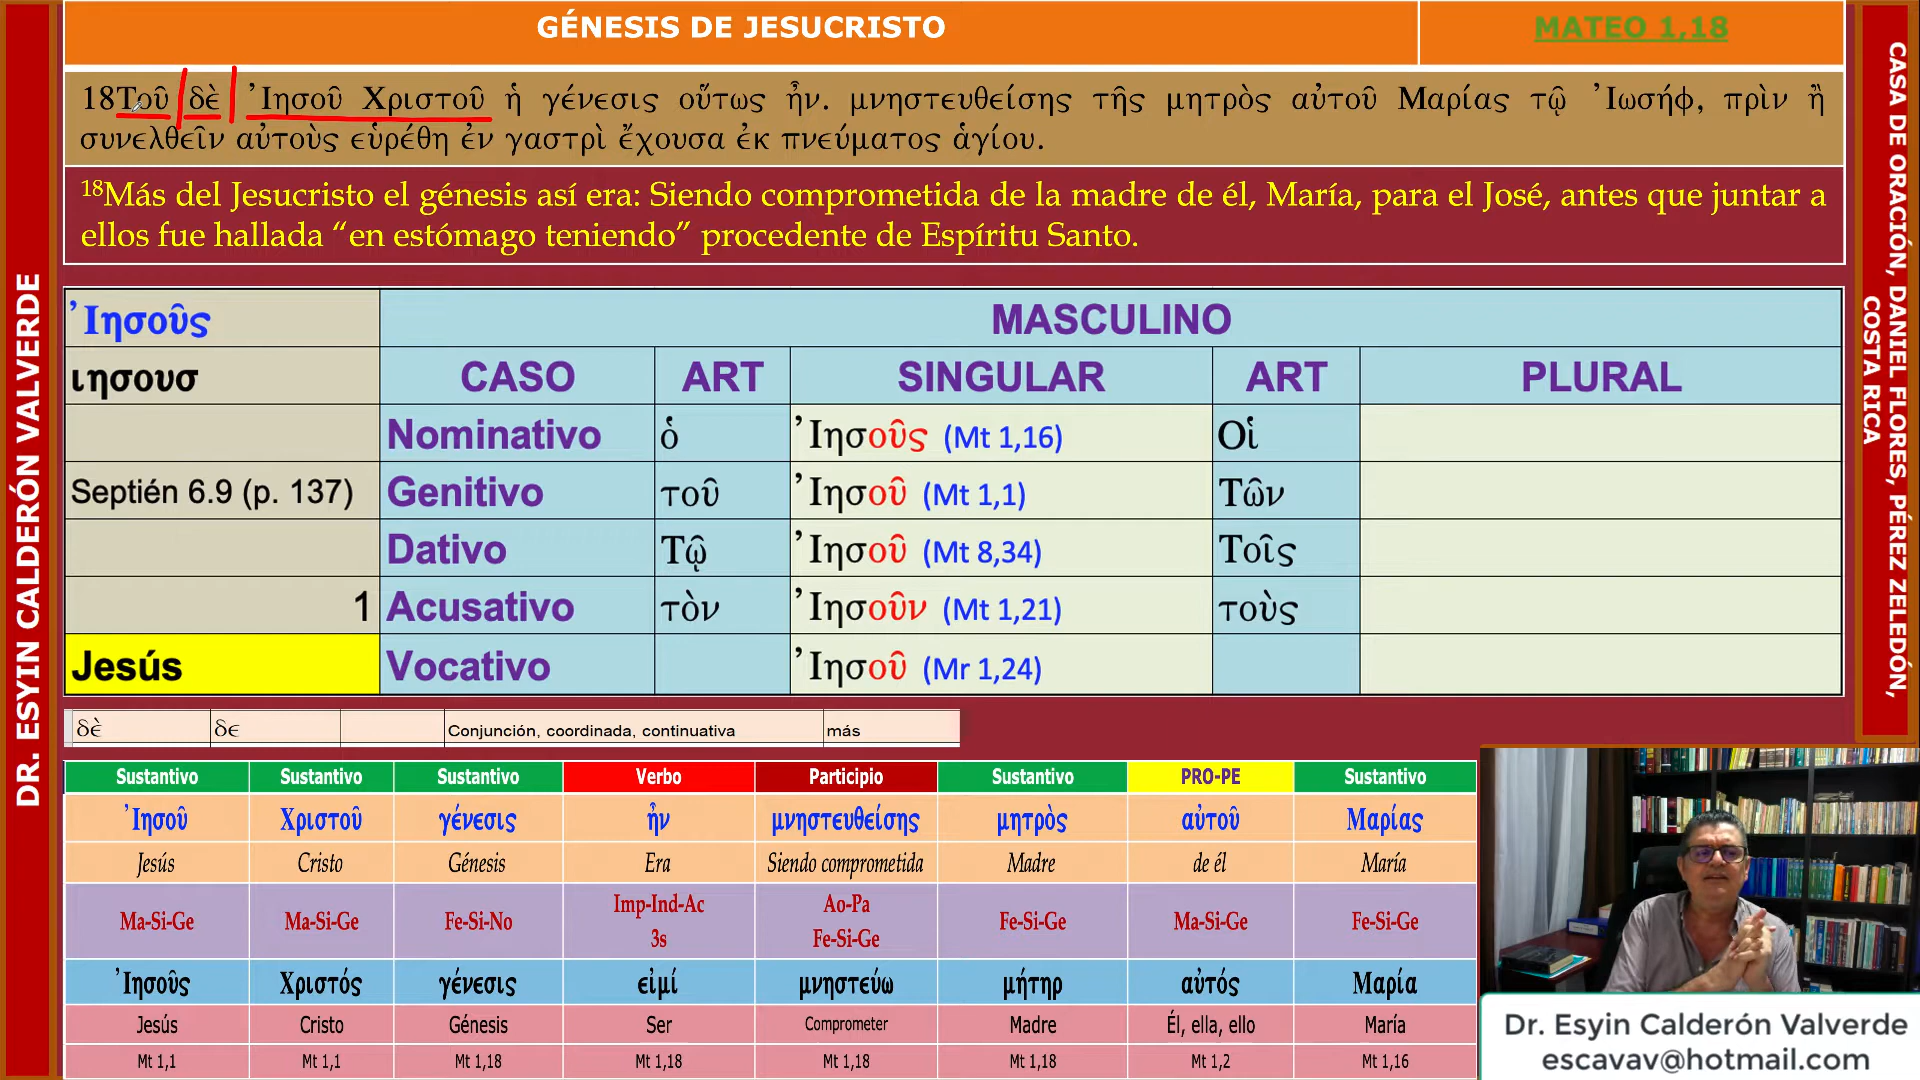 GÉNESIS DE JESUCRISTO
MATEO 1,18
18Τοῦ δὲ Ἰησοῦ Χριστοῦ ἡ γένεσις οὕτως ἦν. μνηστευθείσης τῆς μητρὸς αὐτοῦ Μαρίας τῷ Ἰωσήφ, πρὶν ἢ
συνελθεῖν αὐτοὺς εὑρέθη ἐν γαστρὶ ἔχουσα ἐκ πνεύματος ἁγίου.
18Más del Jesucristo el génesis así era: Siendo comprometida de la madre de él, María, para el José, antes que juntar a
ellos fue hallada “en estómago teniendo” procedente de Espíritu Santo.
DR. ESYIN CALDERÓN VALVERDE
CASA DE ORACIÓN, DANIEL FLORES, PÉREZ ZELEDÓN,
COSTA RICA
Ἰησοῦς MASCULINO
ιησουσ CASO ART SINGULAR ART PLURAL
Nominativo ὁ Ἰησοῦς (Mt 1,16) Οἱ
Septién 6.9 (p. 137) Genitivo τοῦ Ἰησοῦ (Mt 1,1) Τῶν
Dativo Τῷ Ἰησοῦ (Mt 8,34) Τοῖς
1 Acusativo τὸν Ἰησοῦν (Mt 1,21) τοὺς
Jesús Vocativo Ἰησοῦ (Mr 1,24)
δὲ δε Conjunción, coordinada, continuativa más
Sustantivo Sustantivo Sustantivo Verbo Participio Sustantivo PRO-PE Sustantivo
Ἰησοῦ Χριστοῦ γένεσις ἦν μνηστευθείσης μητρὸς αὐτοῦ Μαρίας
Jesús Cristo Génesis Era Siendo comprometida Madre de él María
Ma-Si-Ge Ma-Si-Ge Fe-Si-No Imp-Ind-Ac 3s Ao-Pa Fe-Si-Ge Fe-Si-Ge Ma-Si-Ge Fe-Si-Ge
Ἰησοῦς Χριστός γένεσις εἰμί μνηστεύω μήτηρ αὐτός Μαρία
Jesús Cristo Génesis Ser Comprometer Madre Él, ella, ello María
Mt 1,1 Mt 1,1 Mt 1,18 Mt 1,18 Mt 1,18 Mt 1,18 Mt 1,2 Mt 1,16
Dr. Esyin Calderón Valverde
escavav@hotmail.com